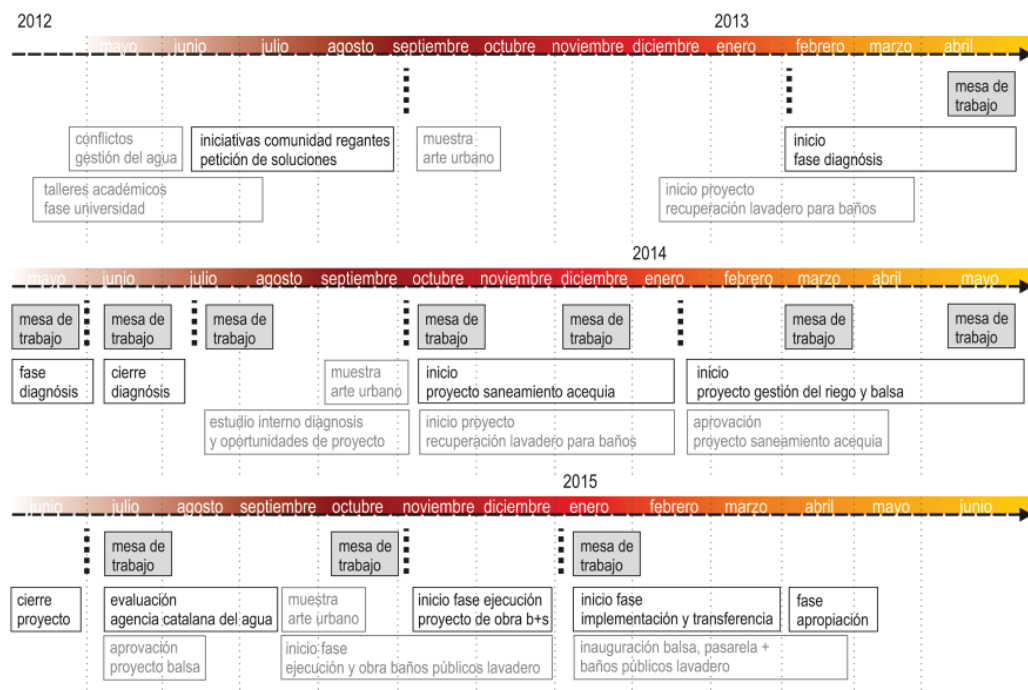 2012
2013
mayo junio julio agosto septiembre octubre noviembre diciembre enero febrero marzo abril
mesa de
trabajo
conflictos
gestión del agua
iniciativas comunidad regantes
petición de soluciones
muestra
arte urbano
inicio
fase diagnósis
talleres académicos
fase universidad
inicio proyecto
recuperación lavadero para baños
2014
mayo junio julio agosto septiembre octubre noviembre diciembre enero febrero marzo abril mayo
mesa de
trabajo
mesa de
trabajo
mesa de
trabajo
mesa de
trabajo
mesa de
trabajo
mesa de
trabajo
mesa de
trabajo
fase
diagnósis
cierre
diagnósis
muestra
arte urbano
inicio
proyecto saneamiento acequia
inicio
proyecto gestión del riego y balsa
estudio interno diagnosis
y oportunidades de proyecto
inicio proyecto
recuperación lavadero para baños
aprovación
proyecto saneamiento acequia
2015
junio julio agosto septiembre octubre noviembre diciembre enero febrero marzo abril mayo junio
mesa de
trabajo
mesa de
trabajo
mesa de
trabajo
cierre
proyecto
evaluación
agencia catalana del agua
muestra
arte urbano
inicio fase ejecución
proyecto de obra b+s
inicio fase
implementación y transferencia
fase
apropiación
aprovación
proyecto balsa
inicio fase
ejecución y obra baños públicos lavadero
inauguración balsa, pasarela +
baños públicos lavadero